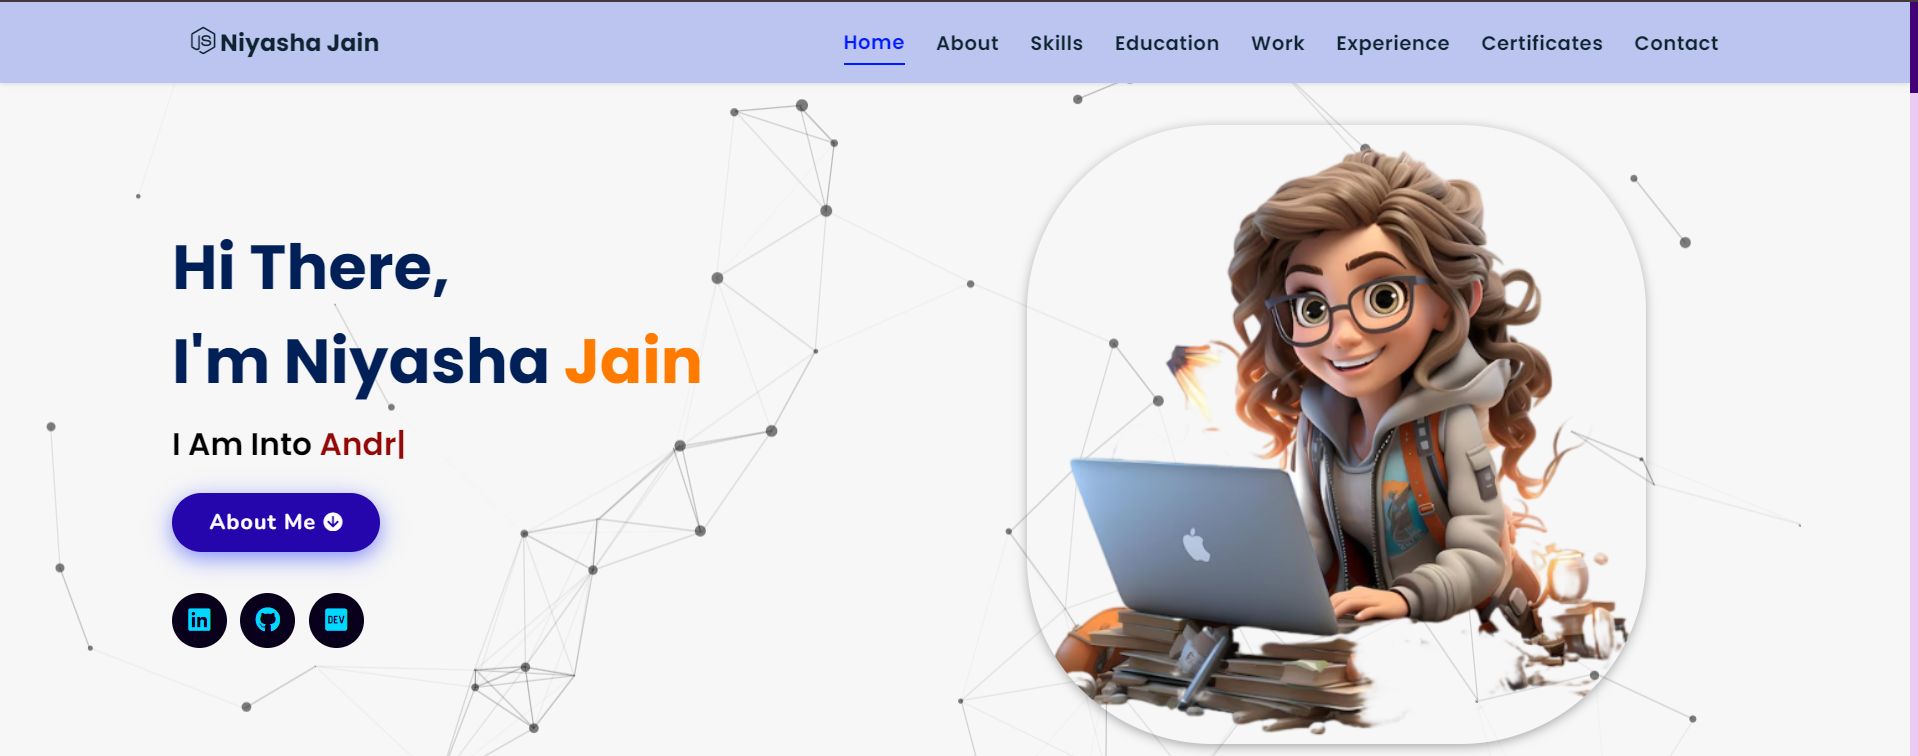 Niyasha Jain
Home About Skills Education Work Experience Certificates Contact
Hi There,
I'm Niyasha Jain
I Am Into Andr|
About Me
in
DEV